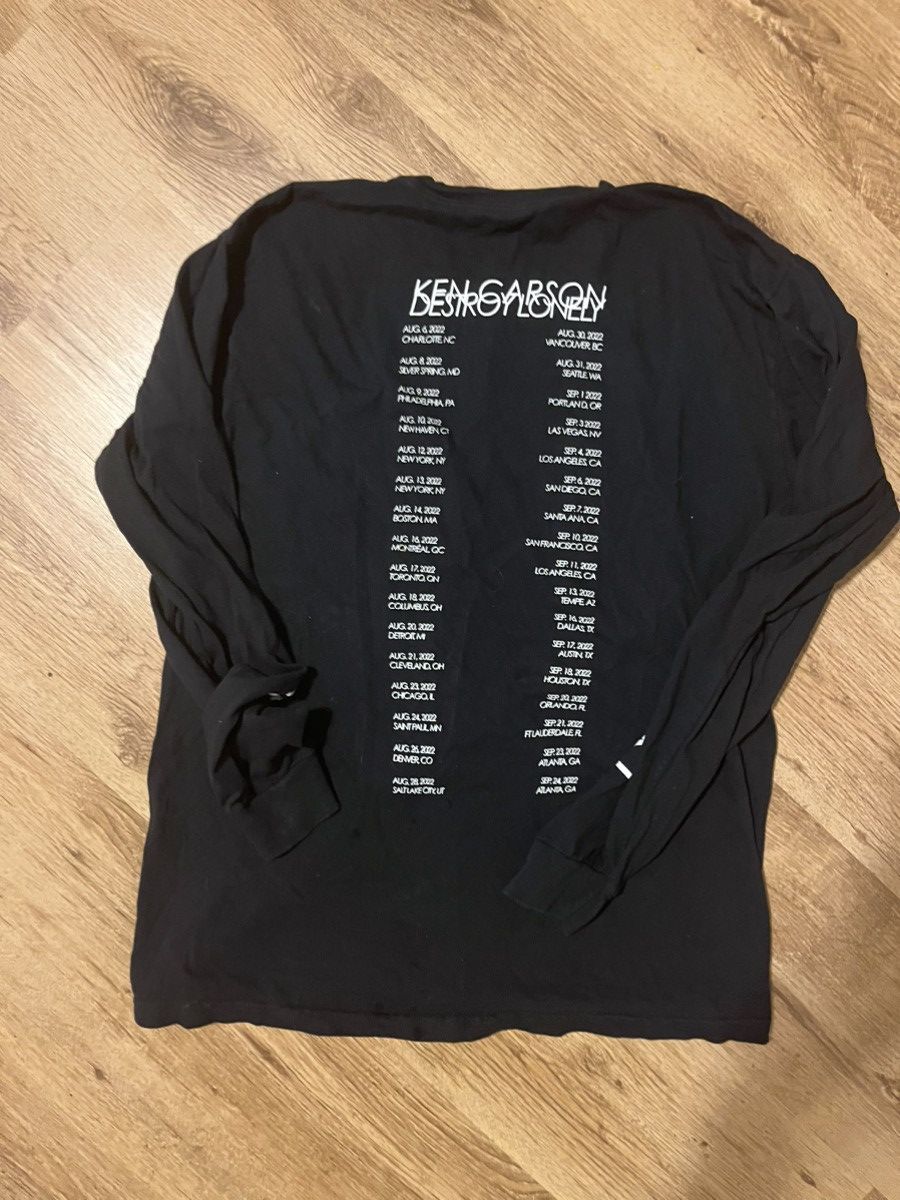 KEN CARSON
DESTROY LONELY
AUG. 6, 2022
CHARLOTTE, NC
AUG. 8, 2022
SILVER SPRING, MD
AUG. 9, 2022
PHILADELPHIA, PA
AUG. 10, 2022
NEW HAVEN, CT
AUG. 12, 2022
NEW YORK, NY
AUG. 13, 2022
NEW YORK, NY
AUG. 14, 2022
BOSTON, MA
AUG. 16, 2022
MONTRÉAL, QC
AUG. 17, 2022
TORONTO, ON
AUG. 18, 2022
COLUMBUS, OH
AUG. 20, 2022
DETROIT, MI
AUG. 21, 2022
CLEVELAND, OH
AUG. 23, 2022
CHICAGO, IL
AUG. 24, 2022
SAINT PAUL, MN
AUG. 26, 2022
DENVER, CO
AUG. 28, 2022
SALT LAKE CITY, UT
AUG. 30, 2022
VANCOUVER, BC
AUG. 31, 2022
SEATTLE, WA
SEP. 1 2022
PORTLAND, OR
SEP. 3 2022
LAS VEGAS, NV
SEP. 4, 2022
LOS ANGELES, CA
SEP. 6, 2022
SAN DIEGO, CA
SEP. 7, 2022
SANTA ANA, CA
SEP. 10, 2022
SAN FRANCISCO, CA
SEP. 11, 2022
LOS ANGELES, CA
SEP. 13, 2022
TEMPE, AZ
SEP. 16, 2022
DALLAS, TX
SEP. 17, 2022
AUSTIN, TX
SEP. 18, 2022
HOUSTON, TX
SEP. 20, 2022
ORLANDO, FL
SEP. 21, 2022
FT LAUDERDALE, FL
SEP. 23, 2022
ATLANTA, GA
SEP. 24, 2022
ATLANTA, GA